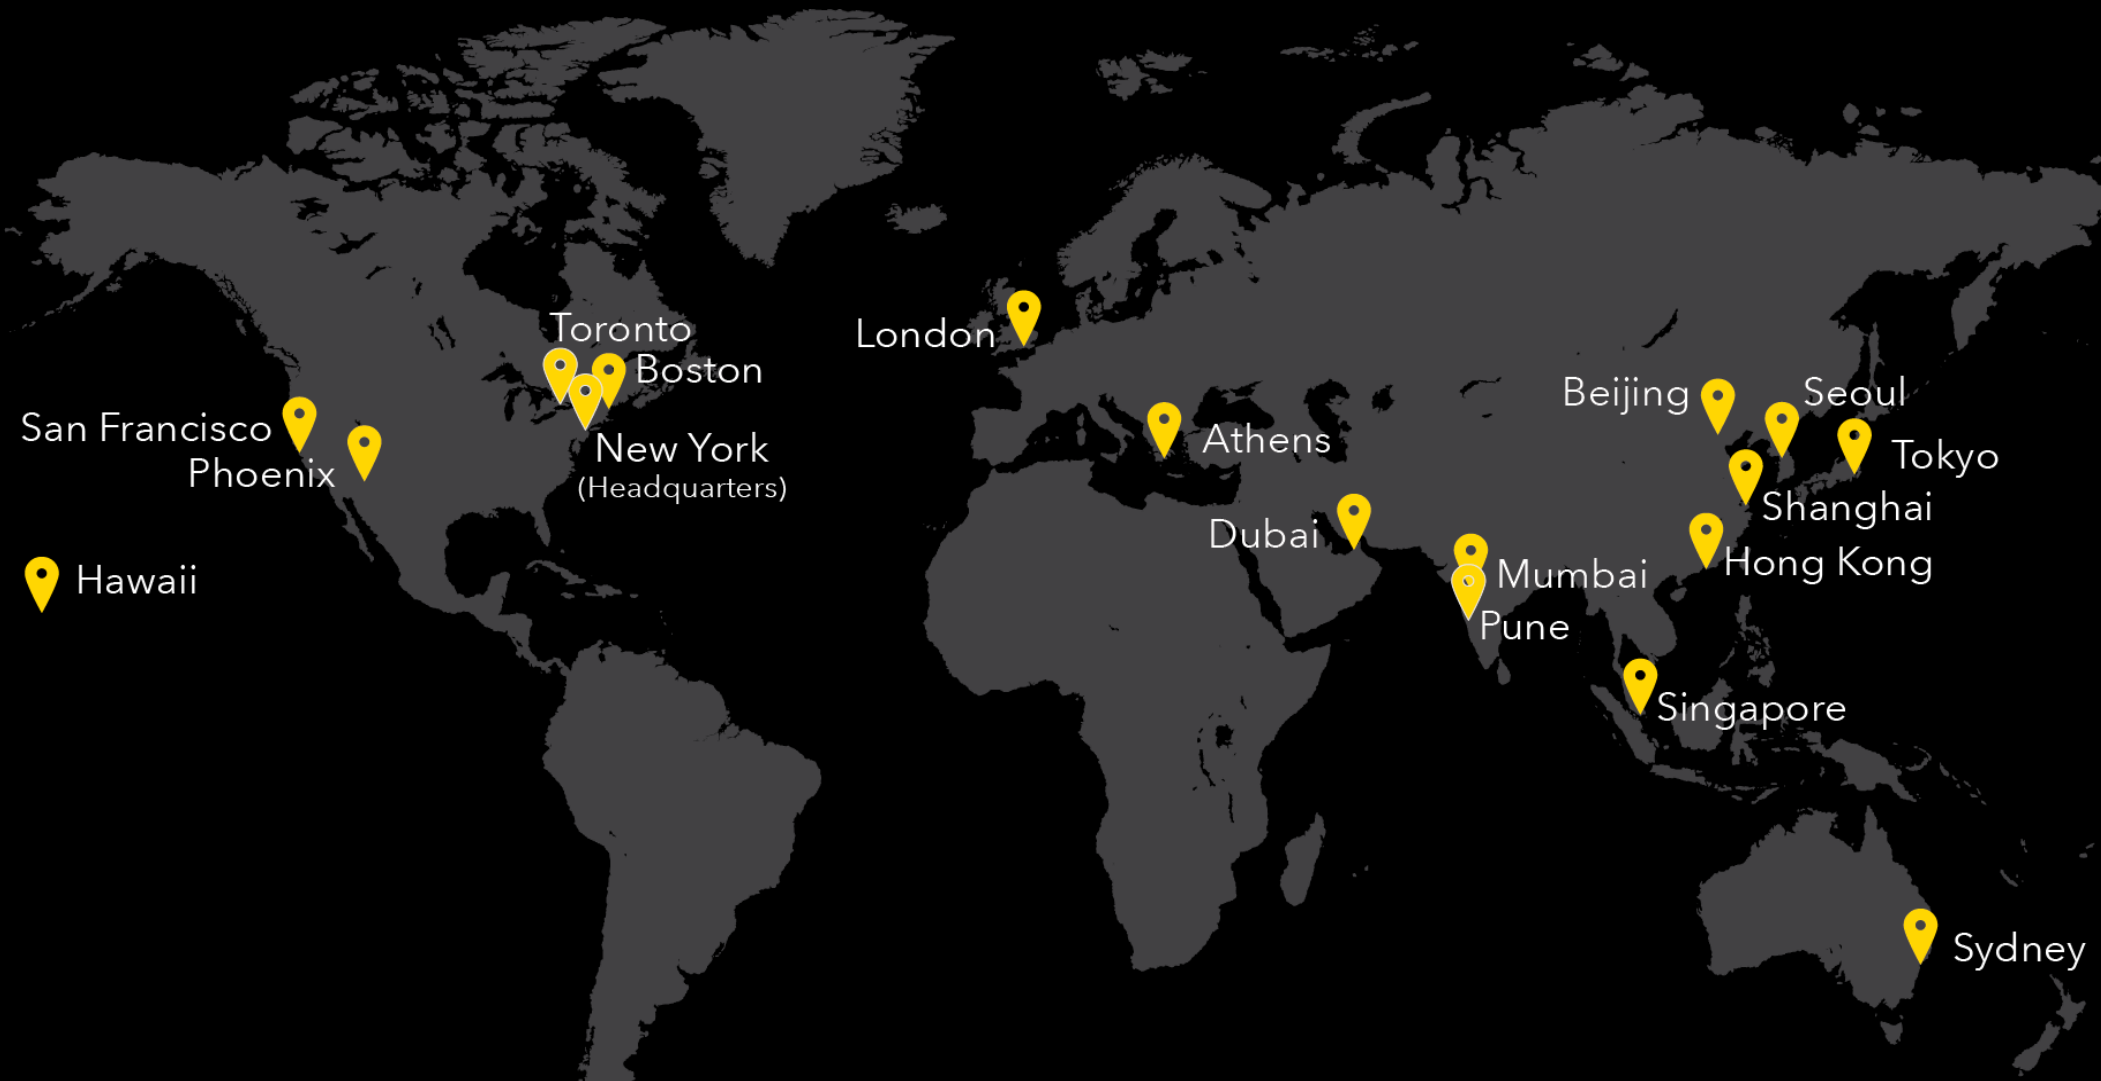 Toronto
Boston
London
Beijing
Seoul
San Francisco
New York
Athens
Tokyo
Phoenix
(Headquarters)
Shanghai
Dubai
Hong Kong
Hawaii
Mumbai
Pune
Singapore
Sydney